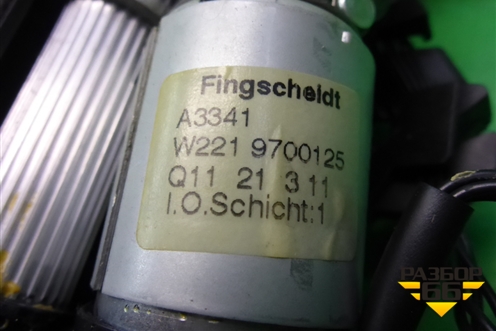 Fingscheidt
A3341
W221 9700125
Q11 21 3 11
I.O.Schicht:1
РАЗБОР
66